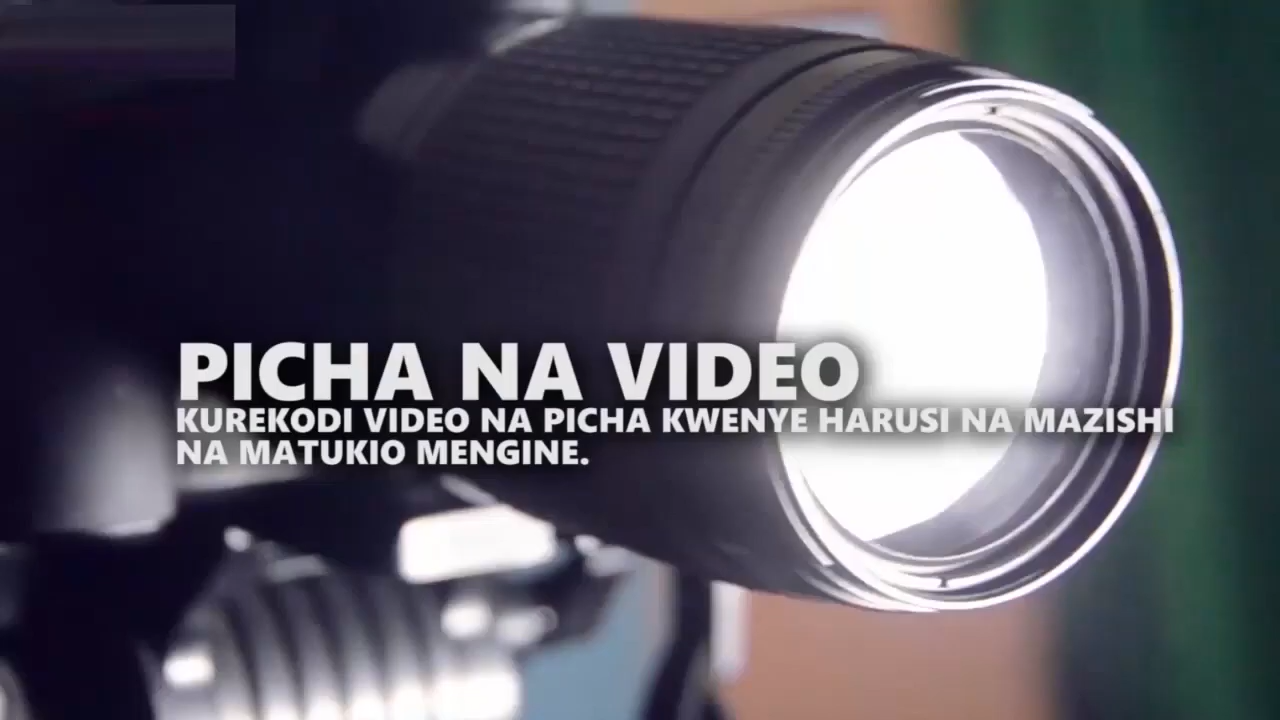 PICHA NA VIDEO
KUREKODI VIDEO NA PICHA KWENYE HARUSI NA MAZISHI
NA MATUKIO MENGINE.